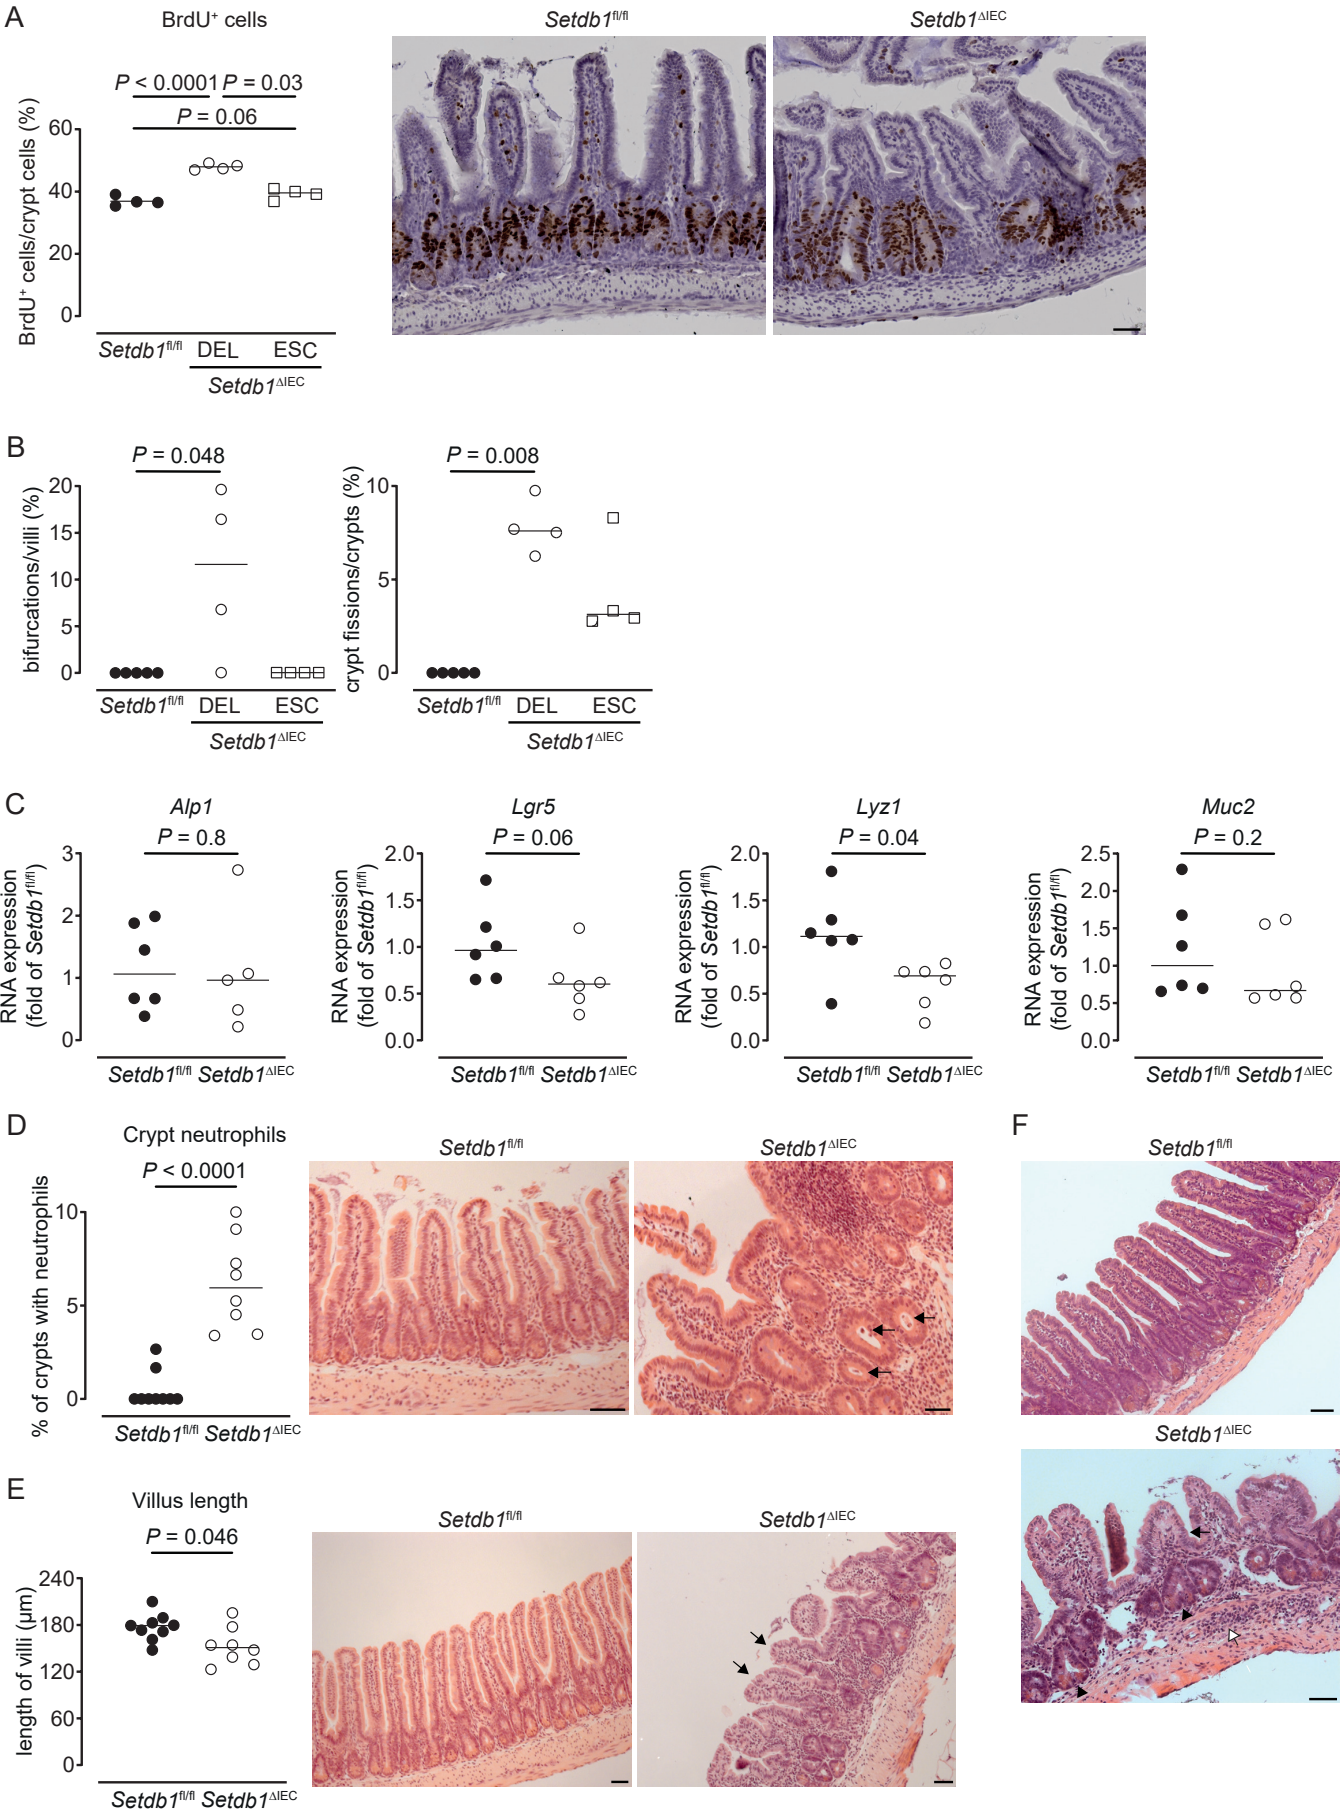 A
BrdU⁺ cells
Setdb1fl/fl
Setdb1ΔIEC
P < 0.0001 P = 0.03
P = 0.06
BrdU⁺ cells/crypt cells (%)
60
40
20
0
Setdb1fl/fl DEL ESC
Setdb1ΔIEC
B
P = 0.048
bifurcations/villi (%)
20
15
10
5
0
Setdb1fl/fl DEL ESC
Setdb1ΔIEC
P = 0.008
crypt fissions/crypts (%)
10
5
0
Setdb1fl/fl DEL ESC
Setdb1ΔIEC
C
Alp1
P = 0.8
RNA expression
(fold of Setdb1fl/fl)
3
2
1
0
Setdb1fl/fl Setdb1ΔIEC
Lgr5
P = 0.06
RNA expression
(fold of Setdb1fl/fl)
2.0
1.5
1.0
0.5
0.0
Setdb1fl/fl Setdb1ΔIEC
Lyz1
P = 0.04
RNA expression
(fold of Setdb1fl/fl)
2.0
1.5
1.0
0.5
0.0
Setdb1fl/fl Setdb1ΔIEC
Muc2
P = 0.2
RNA expression
(fold of Setdb1fl/fl)
2.5
2.0
1.5
1.0
0.5
0.0
Setdb1fl/fl Setdb1ΔIEC
D
Crypt neutrophils
P < 0.0001
% of crypts with neutrophils
10
5
0
Setdb1fl/fl Setdb1ΔIEC
Setdb1fl/fl
Setdb1ΔIEC
E
Villus length
P = 0.046
length of villi (µm)
240
180
120
60
0
Setdb1fl/fl Setdb1ΔIEC
Setdb1fl/fl
Setdb1ΔIEC
F
Setdb1fl/fl
Setdb1ΔIEC